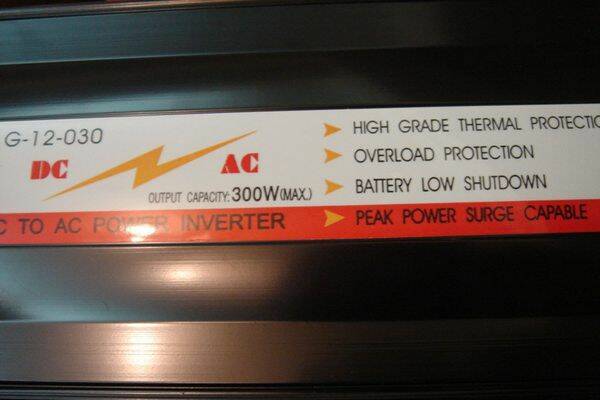 G-12-030
DC AC
OUTPUT CAPACITY: 300W(MAX.)
C TO AC POWER INVERTER
HIGH GRADE THERMAL PROTECTIO
OVERLOAD PROTECTION
BATTERY LOW SHUTDOWN
PEAK POWER SURGE CAPABLE